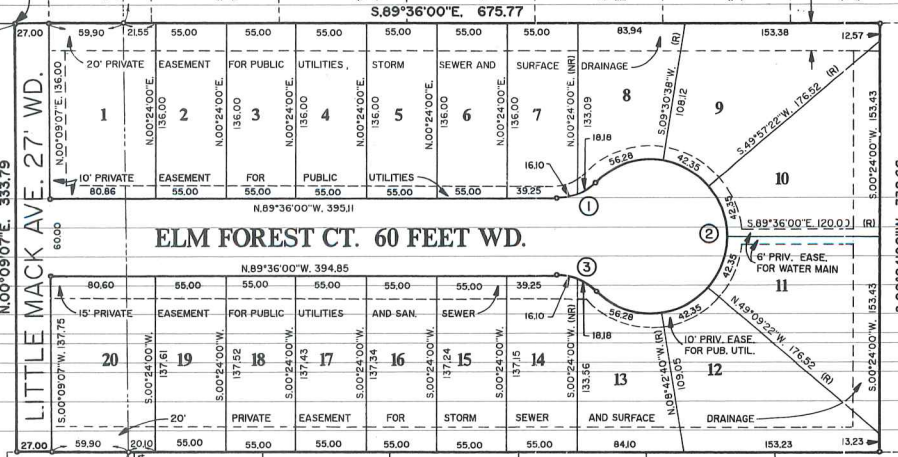 S.89°36'00"E, 675.77
27.00 59,90 21.55 55.00 55.00 55.00 55.00 55.00 55.00 83,94 153.38 12.57
20' PRIVATE EASEMENT FOR PUBLIC UTILITIES, STORM SEWER AND SURFACE DRAINAGE
N.00°09'07"E. 136.00
1
N.00°24'00"E. 136.00
2
N.00°24'00"E. 136.00
3
N.00°24'00"E. 136.00
4
N.00°24'00"E. 136.00
5
N.00°24'00"E. 136.00
6
N.00°24'00"E. 136.00
7
N.00°24'00"E. (NR) 133.09
8
S.09°30'38"W. (R) 108.12
9
S.49°57'22"W. 176.52 (R)
10
S.00°24'00"W. 153.43
10' PRIVATE EASEMENT FOR PUBLIC UTILITIES
80.86 55.00 55.00 55.00 55.00 55.00 39.25
16.10 18.18 56.28 42.35 42.35
N.89°36'00"W, 395.11
1
LITTLE MACK AVE. 27' WD.
N.00°09'07"E. 333.79
60.00
ELM FOREST CT. 60 FEET WD.
2
S.89°36'00"E. (120.00) (R)
6' PRIV. EASE.
FOR WATER MAIN
N.89°36'00"W, 394.85
3
80.60 55.00 55.00 55.00 55.00 55.00 39.25
16.10 18.18 56.28 42.35 42.35
15' PRIVATE EASEMENT FOR PUBLIC UTILITIES AND SAN. SEWER
10' PRIV. EASE.
FOR PUB. UTIL.
S.00°09'07"W. 137.75
20
S.00°24'00"W. 137.61
19
S.00°24'00"W. 137.52
18
S.00°24'00"W. 137.43
17
S.00°24'00"W. 137.34
16
S.00°24'00"W. 137.24
15
S.00°24'00"W. 137.15
14
S.00°24'00"W. (NR) 133.56
13
N.08°42'40"W. (R) 109.05
12
N.49°09'22"W. 176.52 (R)
11
S.00°24'00"W. 153.43
20' PRIVATE EASEMENT FOR STORM SEWER AND SURFACE DRAINAGE
27.00 59,90 20.10 55.00 55.00 55.00 55.00 55.00 55.00 84.10 153,23 13.23